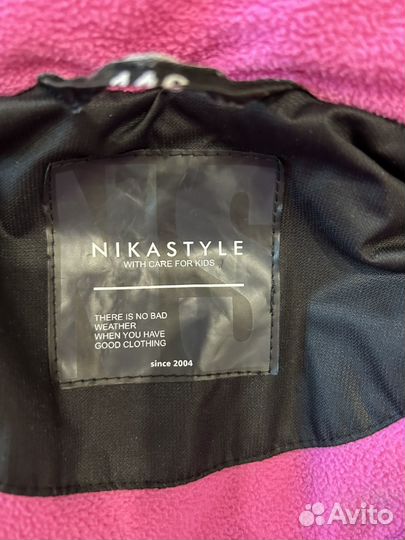 NIKASTYLE
WITH CARE FOR KIDS
THERE IS NO BAD
WEATHER
WHEN YOU HAVE
GOOD CLOTHING
since 2004
Avito